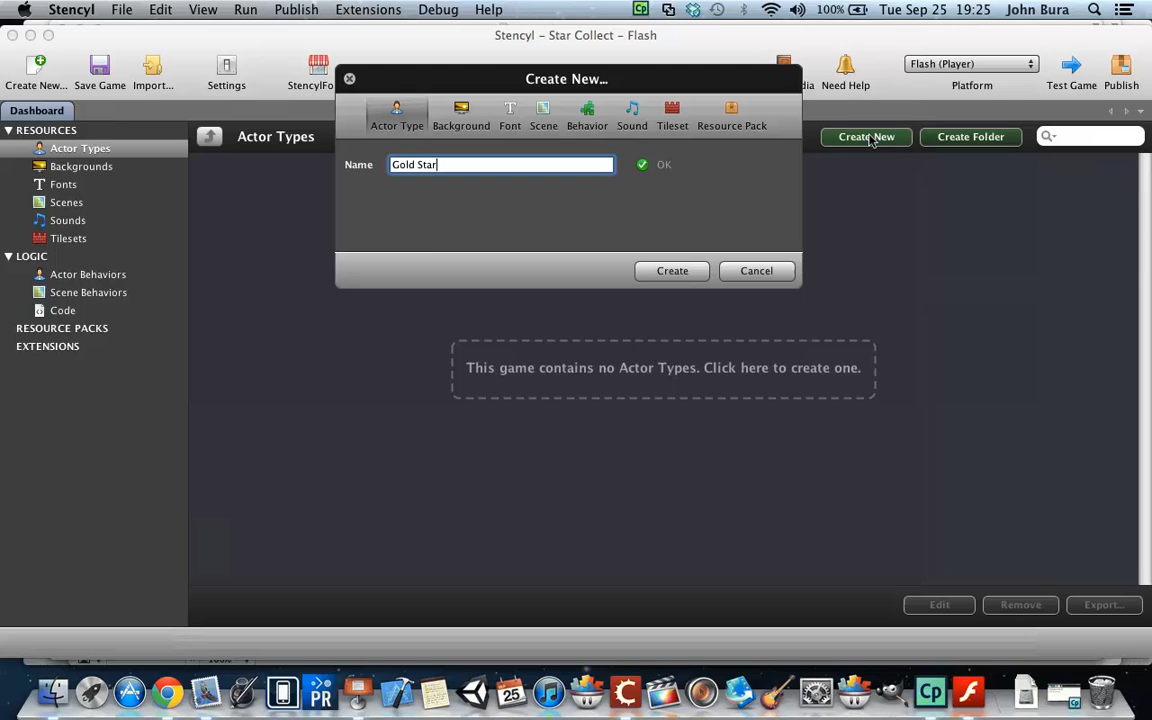 Stencyl File Edit View Run Publish Extensions Debug Help 100% Tue Sep 25 19:25 John Bura
Stencyl – Star Collect – Flash
Create New... Save Game Import... Settings StencylFo Need Help Flash (Player) Platform Test Game Publish
Create New...
Actor Type Background Font Scene Behavior Sound Tileset Resource Pack
Dashboard
RESOURCES
Actor Types
Backgrounds
Fonts
Scenes
Sounds
Tilesets
LOGIC
Actor Behaviors
Scene Behaviors
Code
RESOURCE PACKS
EXTENSIONS
Actor Types Create New Create Folder
Name Gold Star OK
Create Cancel
This game contains no Actor Types. Click here to create one.
Edit Remove Export...